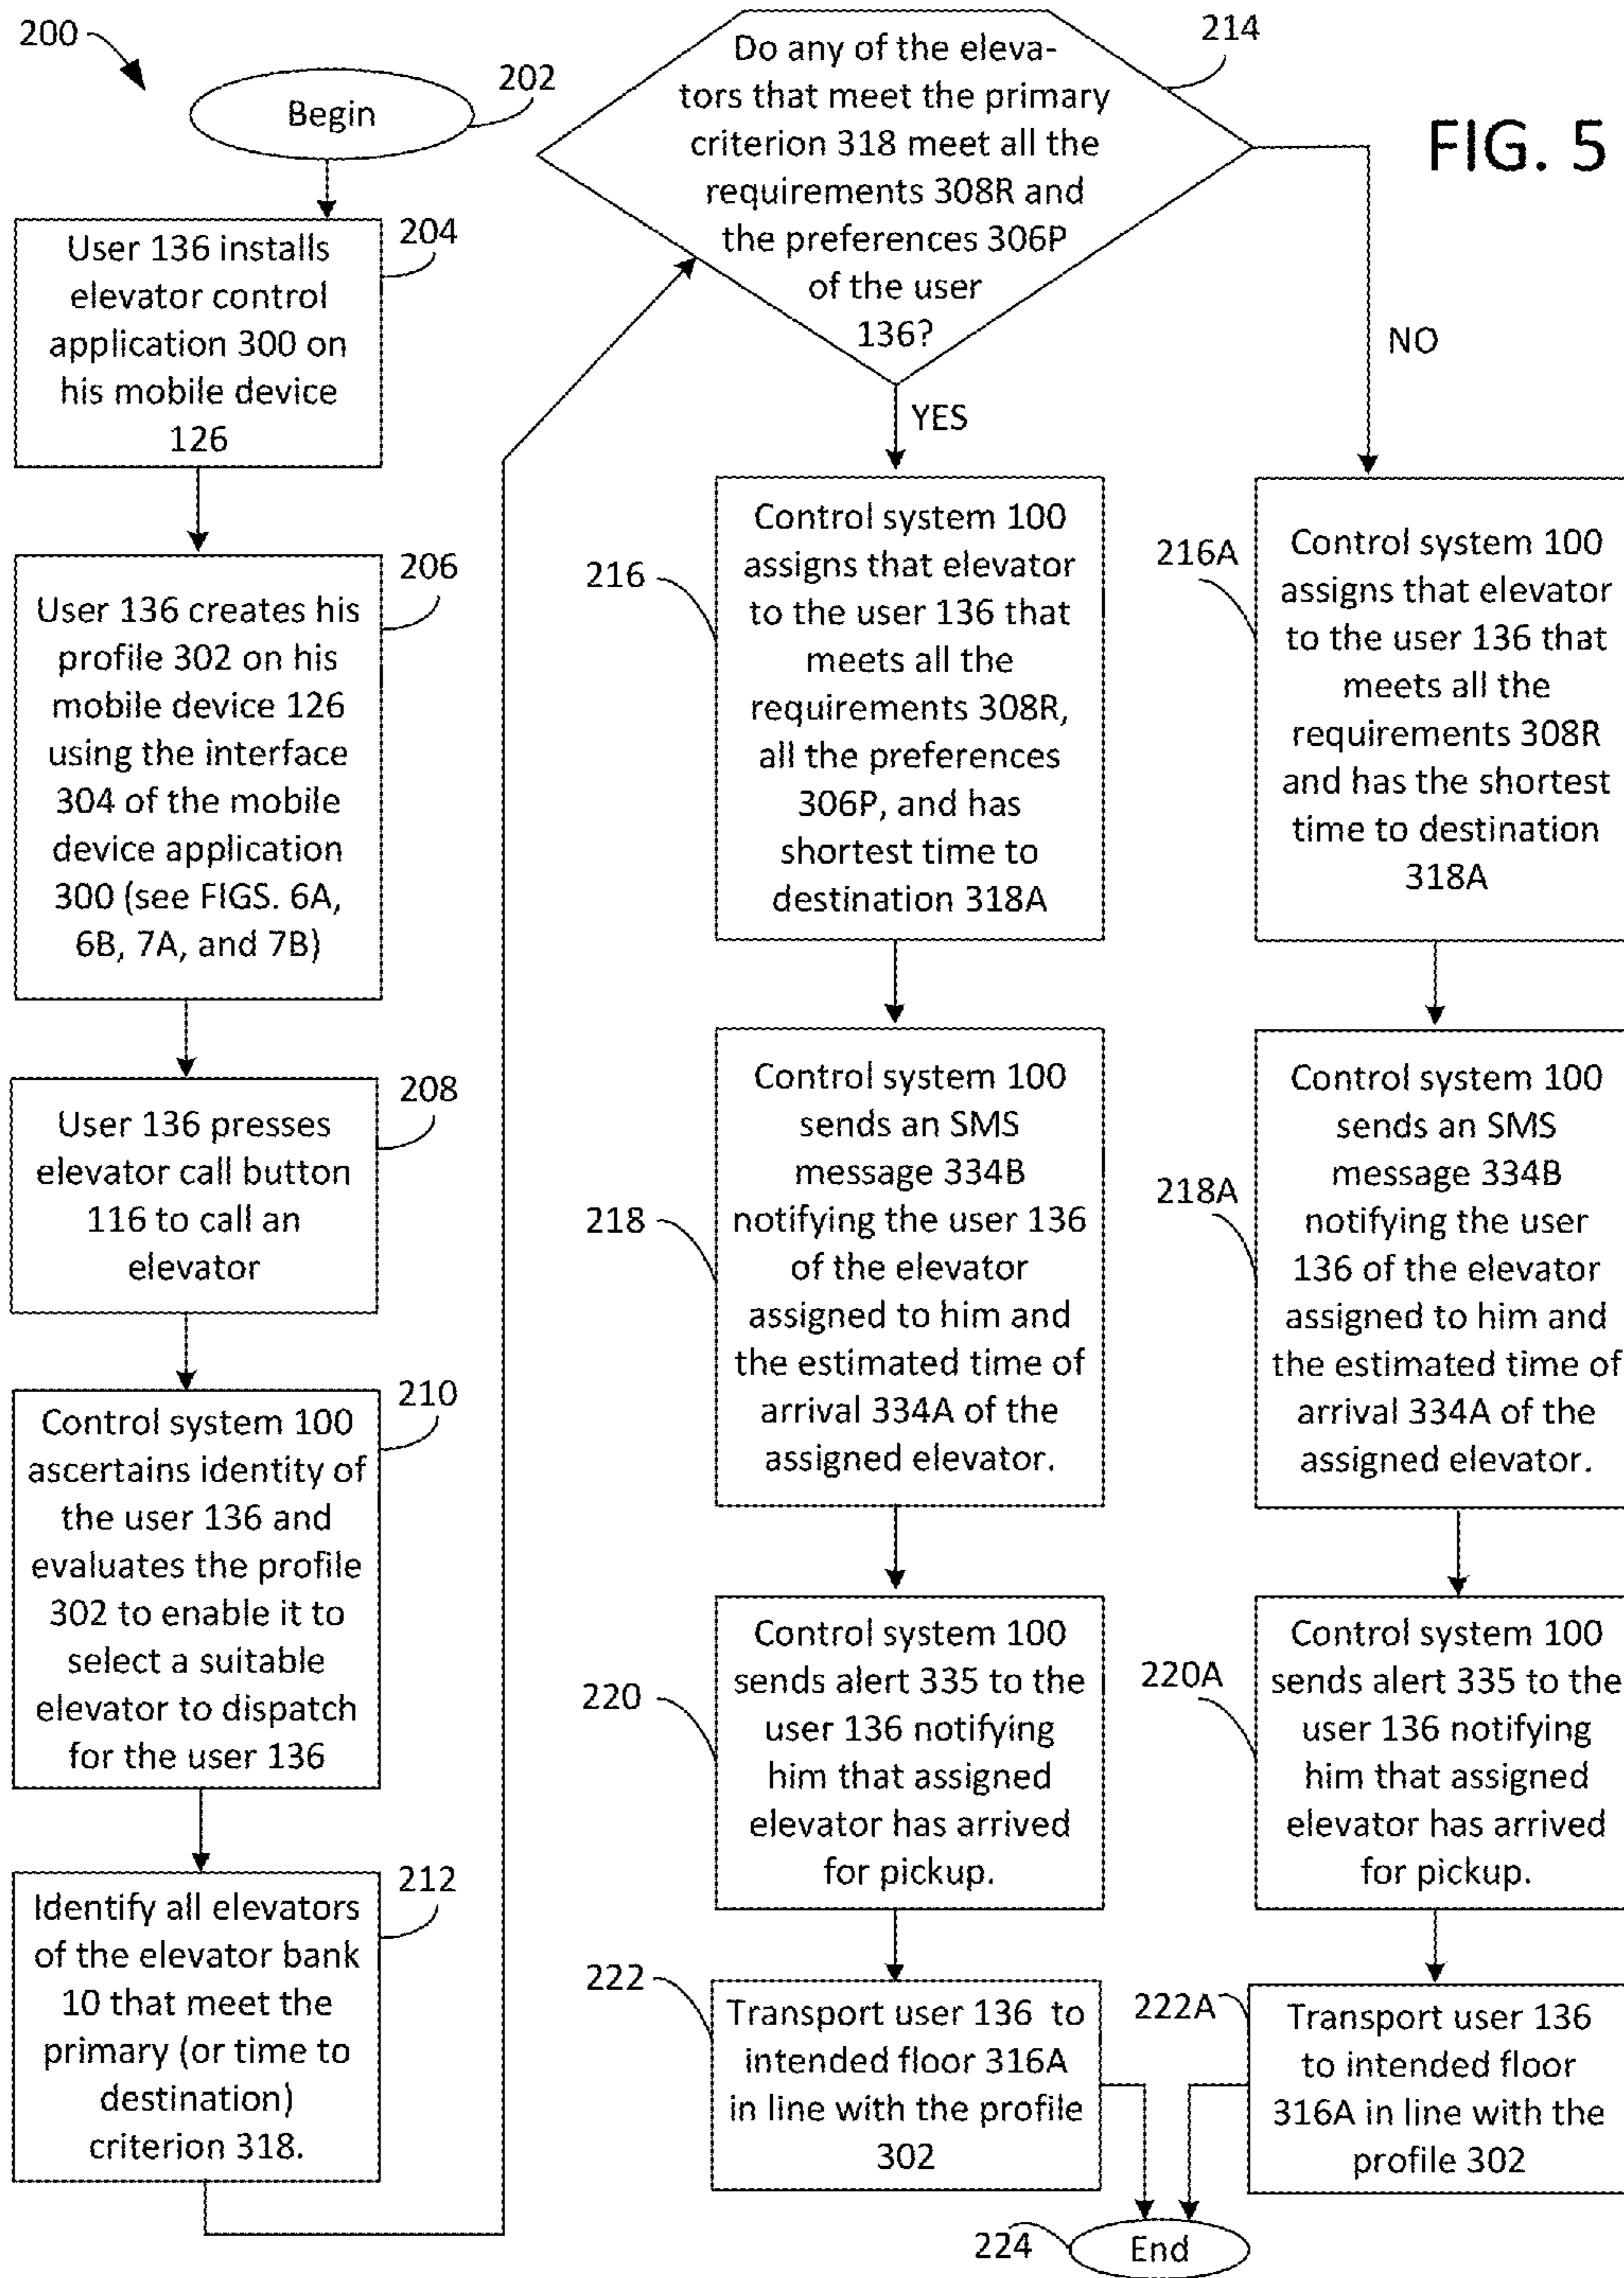 200
Begin
202
User 136 installs
elevator control
application 300 on
his mobile device
126
204
User 136 creates his
profile 302 on his
mobile device 126
using the interface
304 of the mobile
device application
300 (see FIGS. 6A,
6B, 7A, and 7B)
206
User 136 presses
elevator call button
116 to call an
elevator
208
Control system 100
ascertains identity of
the user 136 and
evaluates the profile
302 to enable it to
select a suitable
elevator to dispatch
for the user 136
210
Identify all elevators
of the elevator bank
10 that meet the
primary (or time to
destination)
criterion 318.
212
Do any of the eleva-
tors that meet the primary
criterion 318 meet all the
requirements 308R and
the preferences 306P
of the user
136?
214
FIG. 5
YES
NO
Control system 100
assigns that elevator
to the user 136 that
meets all the
requirements 308R,
all the preferences
306P, and has
shortest time to
destination 318A
216
Control system 100
sends an SMS
message 334B
notifying the user 136
of the elevator
assigned to him and
the estimated time of
arrival 334A of the
assigned elevator.
218
Control system 100
sends alert 335 to the
user 136 notifying
him that assigned
elevator has arrived
for pickup.
220
Transport user 136 to
intended floor 316A
in line with the profile
302
222
Control system 100
assigns that elevator
to the user 136 that
meets all the
requirements 308R
and has the shortest
time to destination
318A
216A
Control system 100
sends an SMS
message 334B
notifying the user
136 of the elevator
assigned to him and
the estimated time of
arrival 334A of the
assigned elevator.
218A
Control system 100
sends alert 335 to the
user 136 notifying
him that assigned
elevator has arrived
for pickup.
220A
Transport user 136
to intended floor
316A in line with the
profile 302
222A
224
End